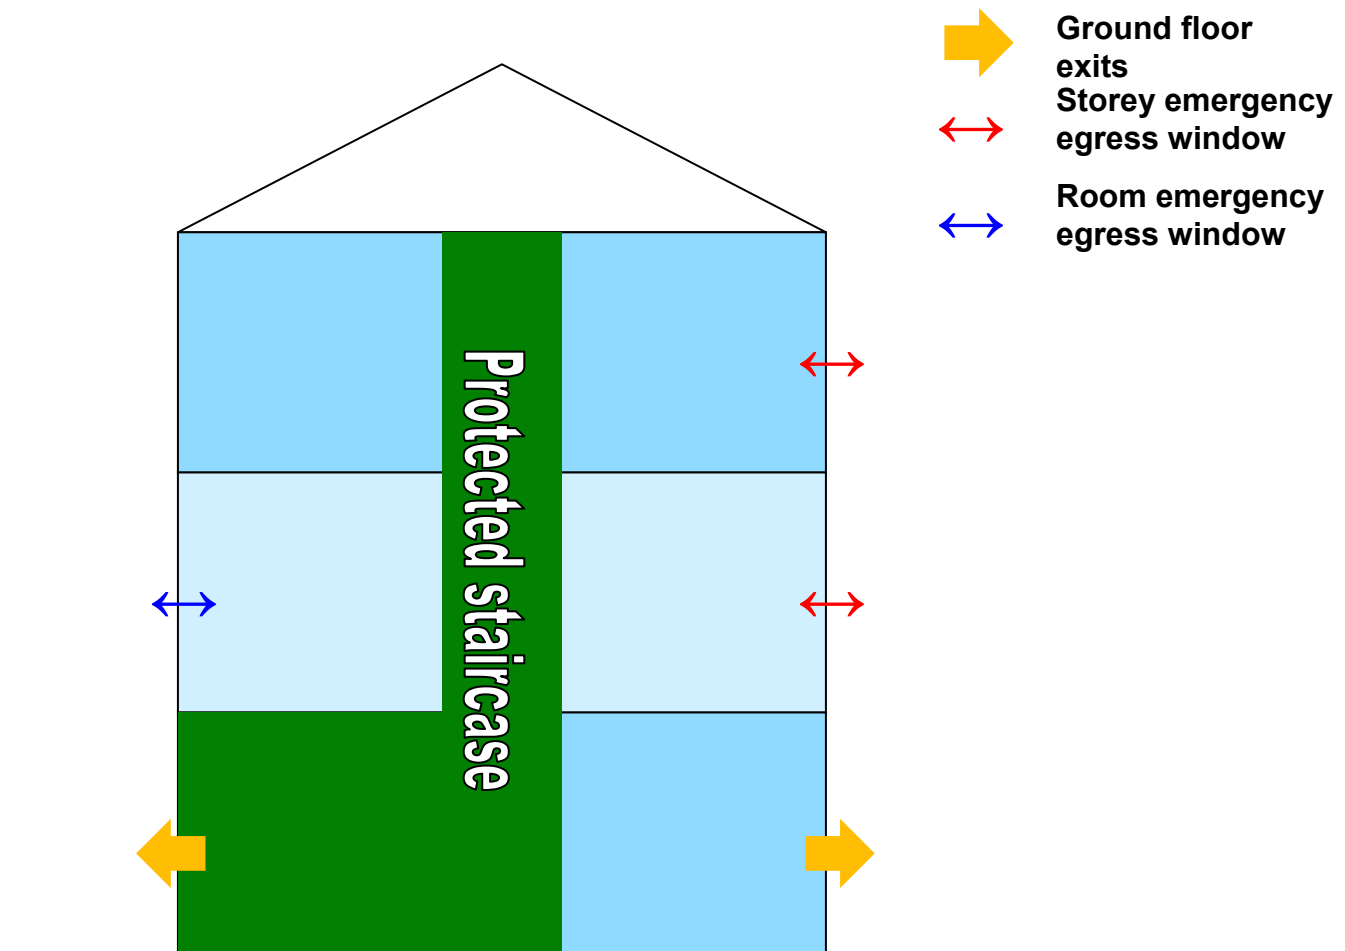 Ground floor
exits
Storey emergency
egress window
Room emergency
egress window
Protected staircase